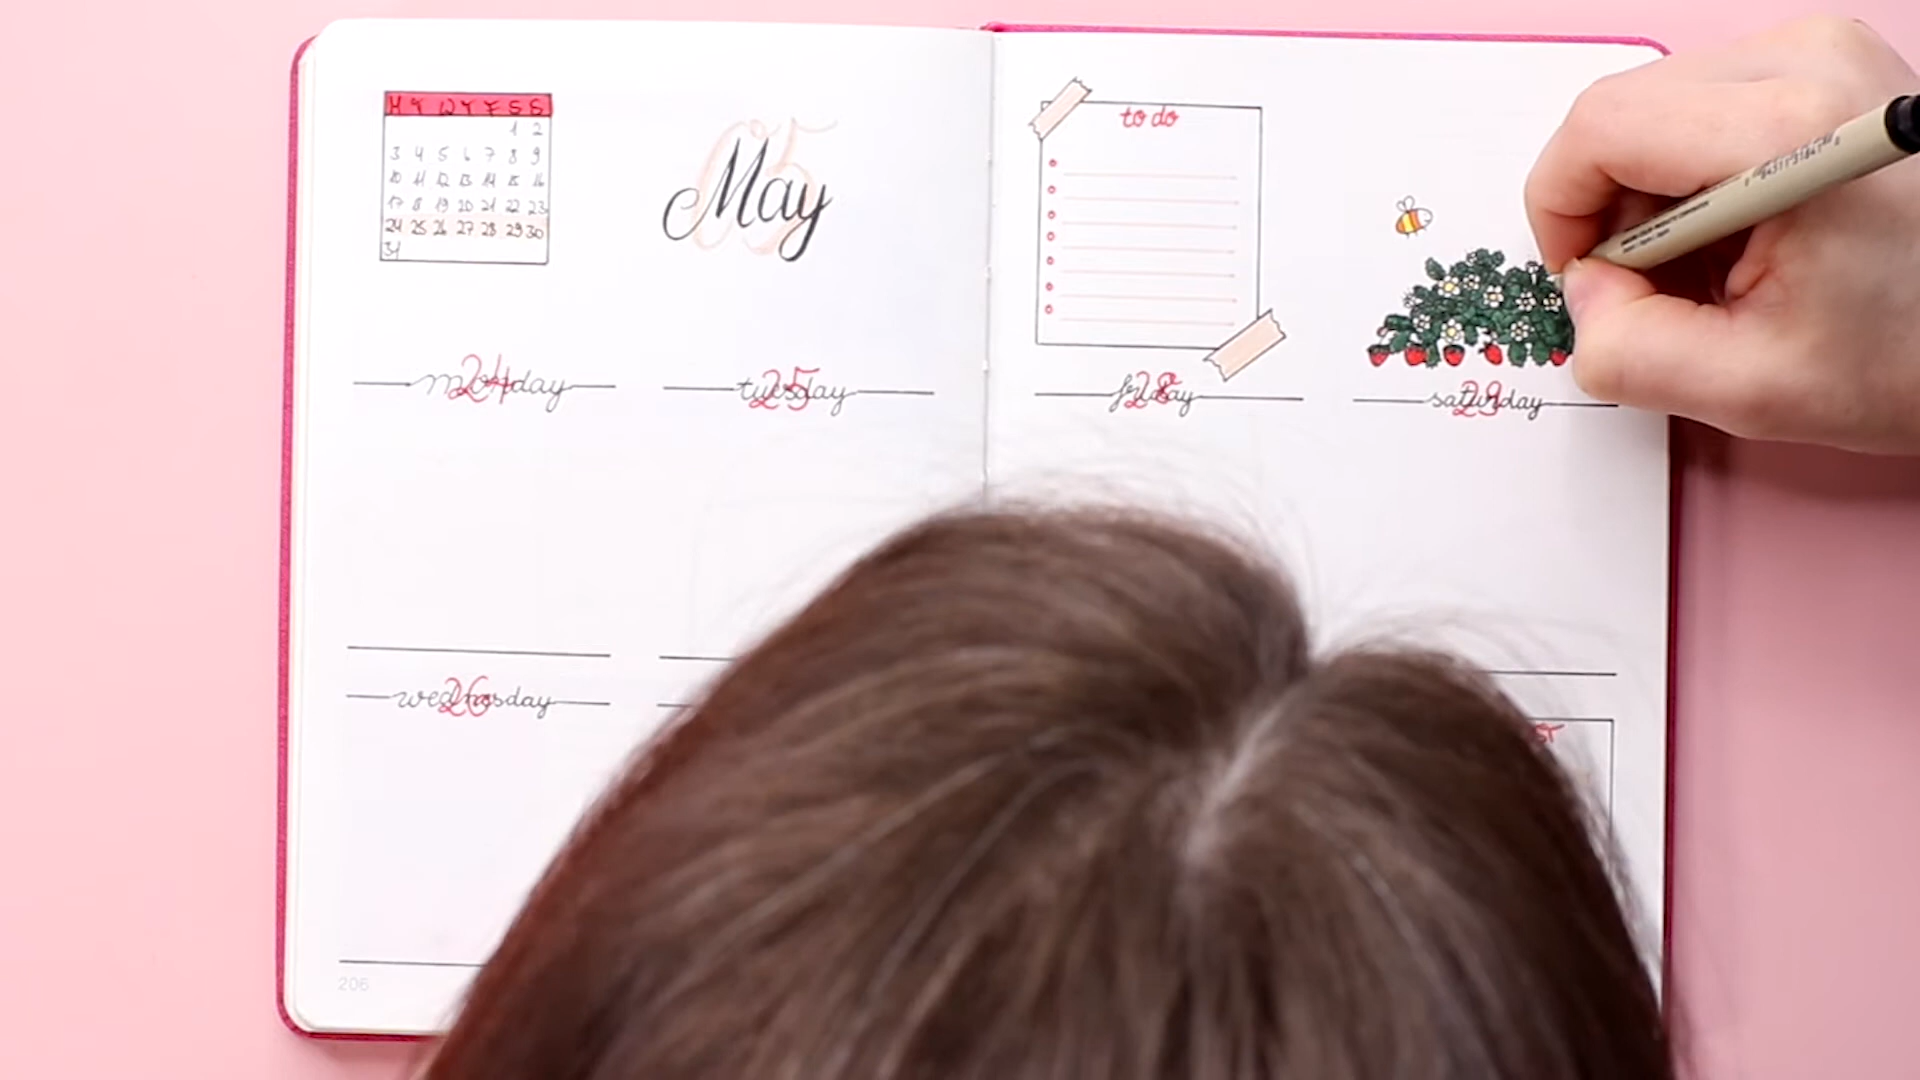 M T W T F S S
1 2
3 4 5 6 7 8 9
10 11 12 13 14 15 16
17 18 19 20 21 22 23
24 25 26 27 28 29 30
31
05
May
monday 24
tuesday 25
wednesday 26
206
to do
friday 28
saturday 29